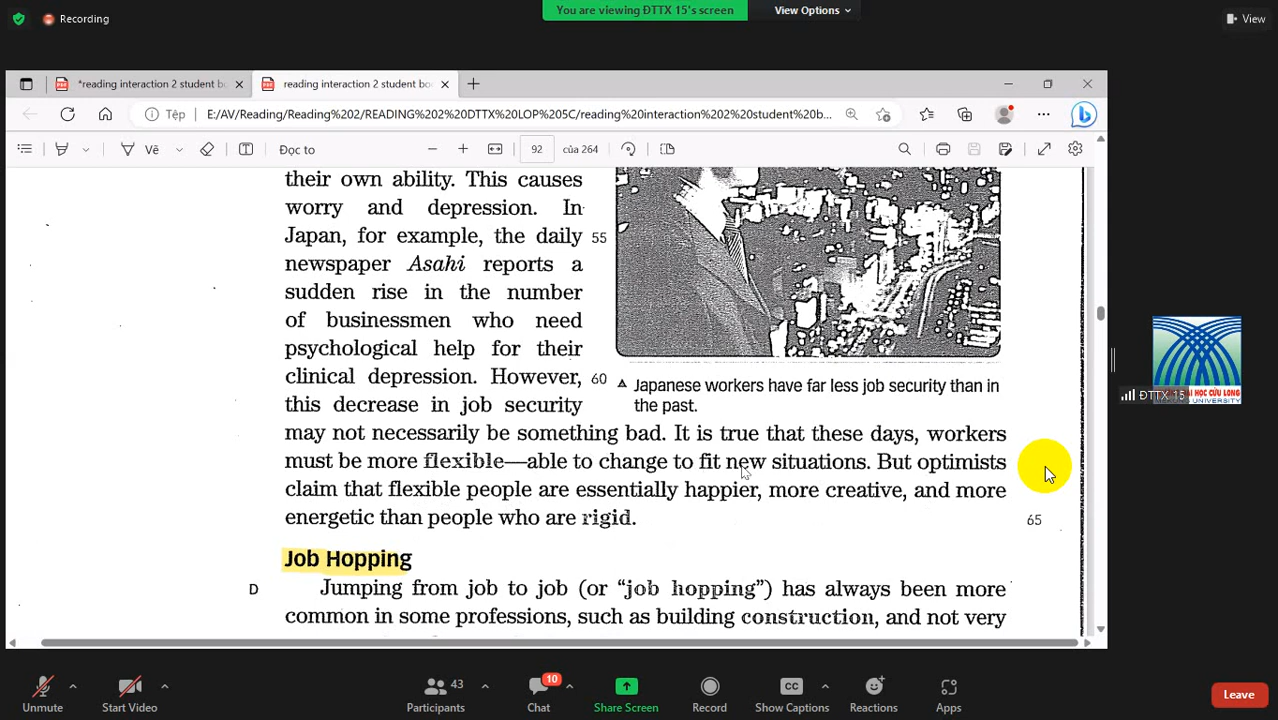 Recording
You are viewing ĐTTX 15's screen
View Options
View
*reading interaction 2 student bo
reading interaction 2 student bo
Tệp
E:/AV/Reading/Reading%202/READING%202%20DTTX%20LOP%205C/reading%20interaction%202%20student%20b...
Vẽ
Đọc to
92
của 264
their own ability. This causes
worry and depression. In
Japan, for example, the daily 55
newspaper Asahi reports a
sudden rise in the number
of businessmen who need
psychological help for their
clinical depression. However, 60
this decrease in job security
Japanese workers have far less job security than in
the past.
may not necessarily be something bad. It is true that these days, workers
must be more flexible—able to change to fit new situations. But optimists
claim that flexible people are essentially happier, more creative, and more
energetic than people who are rigid. 65
Job Hopping
D Jumping from job to job (or “job hopping”) has always been more
common in some professions, such as building construction, and not very
ĐTTX 15
UNIVERSITY
Unmute
Start Video
43
Participants
10
Chat
Share Screen
Record
CC
Show Captions
Reactions
Apps
Leave